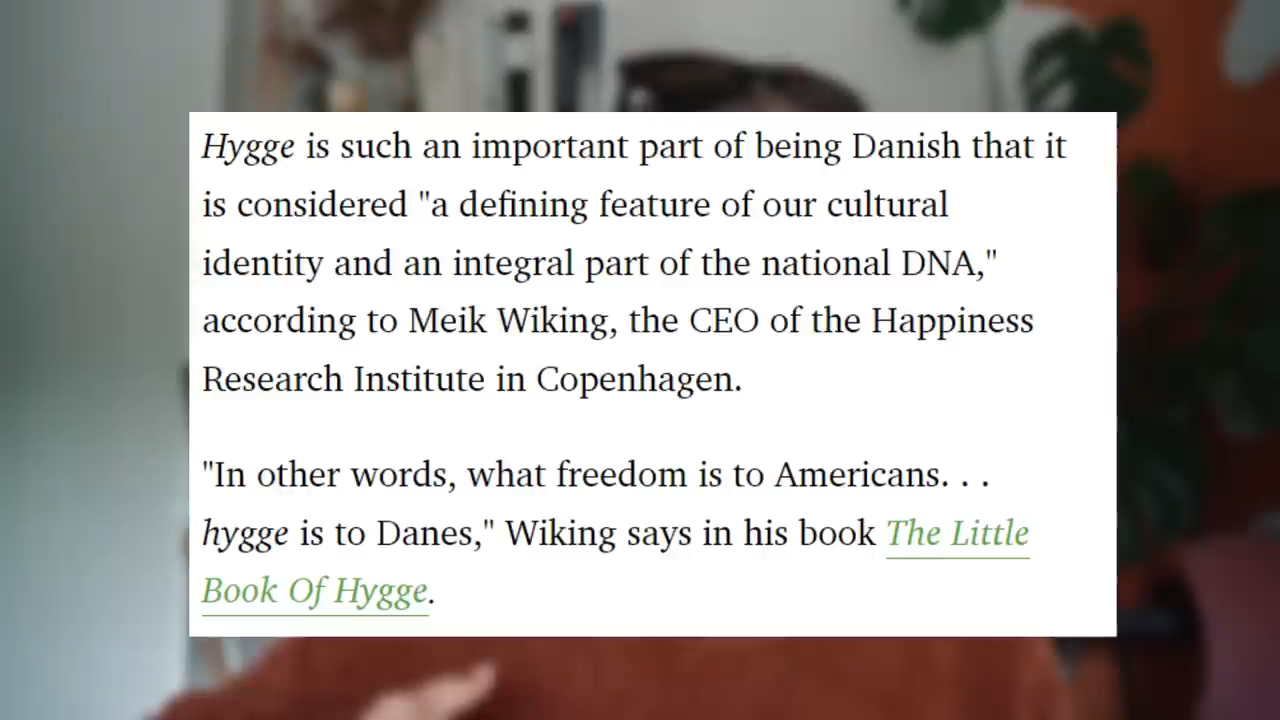 Hygge is such an important part of being Danish that it
is considered "a defining feature of our cultural
identity and an integral part of the national DNA,"
according to Meik Wiking, the CEO of the Happiness
Research Institute in Copenhagen.
"In other words, what freedom is to Americans. . .
hygge is to Danes," Wiking says in his book The Little
Book Of Hygge.